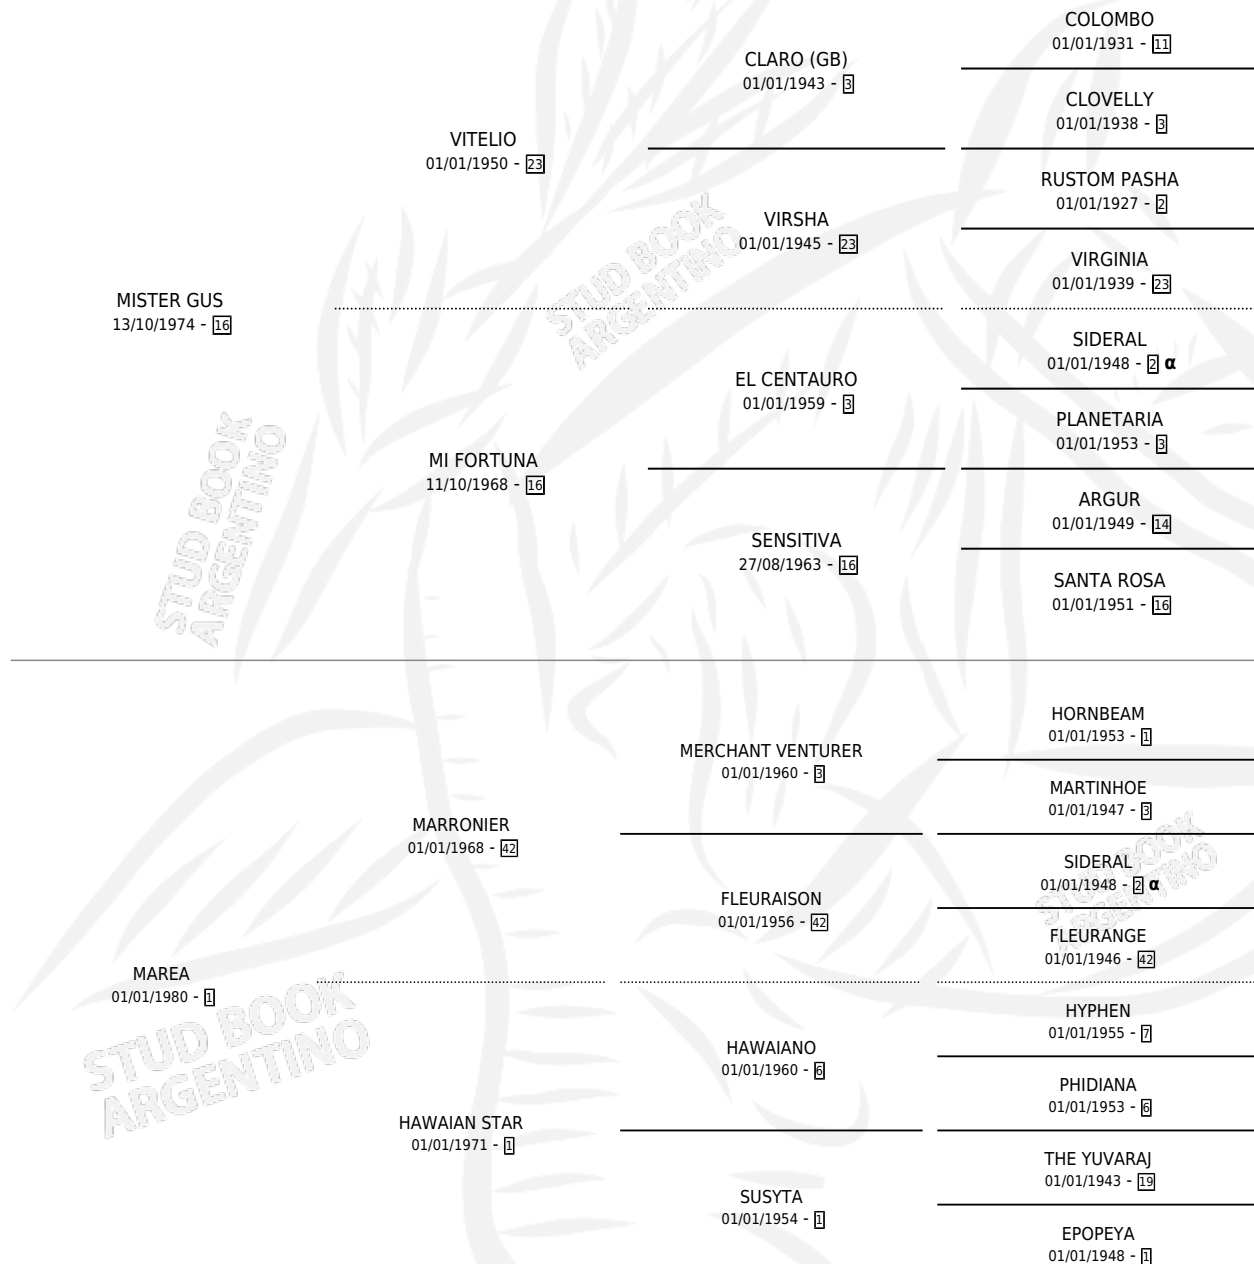 COLOMBO
01/01/1931 - 11
CLARO (GB)
01/01/1943 - 3
CLOVELLY
01/01/1938 - 3
VITELIO
01/01/1950 - 23
RUSTOM PASHA
01/01/1927 - 2
VIRSHA
01/01/1945 - 23
VIRGINIA
01/01/1939 - 23
MISTER GUS
13/10/1974 - 16
SIDERAL
01/01/1948 - 2 α
EL CENTAURO
01/01/1959 - 3
PLANETARIA
01/01/1953 - 3
MI FORTUNA
11/10/1968 - 16
ARGUR
01/01/1949 - 14
SENSITIVA
27/08/1963 - 16
SANTA ROSA
01/01/1951 - 16
HORNBEAM
01/01/1953 - 1
MERCHANT VENTURER
01/01/1960 - 3
MARTINHOE
01/01/1947 - 3
MARRONIER
01/01/1968 - 42
SIDERAL
01/01/1948 - 2 α
FLEURAISON
01/01/1956 - 42
FLEURANGE
01/01/1946 - 42
MAREA
01/01/1980 - 1
HYPHEN
01/01/1955 - 7
HAWAIANO
01/01/1960 - 6
PHIDIANA
01/01/1953 - 6
HAWAIAN STAR
01/01/1971 - 1
THE YUVARAJ
01/01/1943 - 19
SUSYTA
01/01/1954 - 1
EPOPEYA
01/01/1948 - 1
STUD BOOK
ARGENTINO
STUD BOOK
ARGENTINO
STUD BOOK
ARGENTINO
STUD BOOK
ARGENTINO